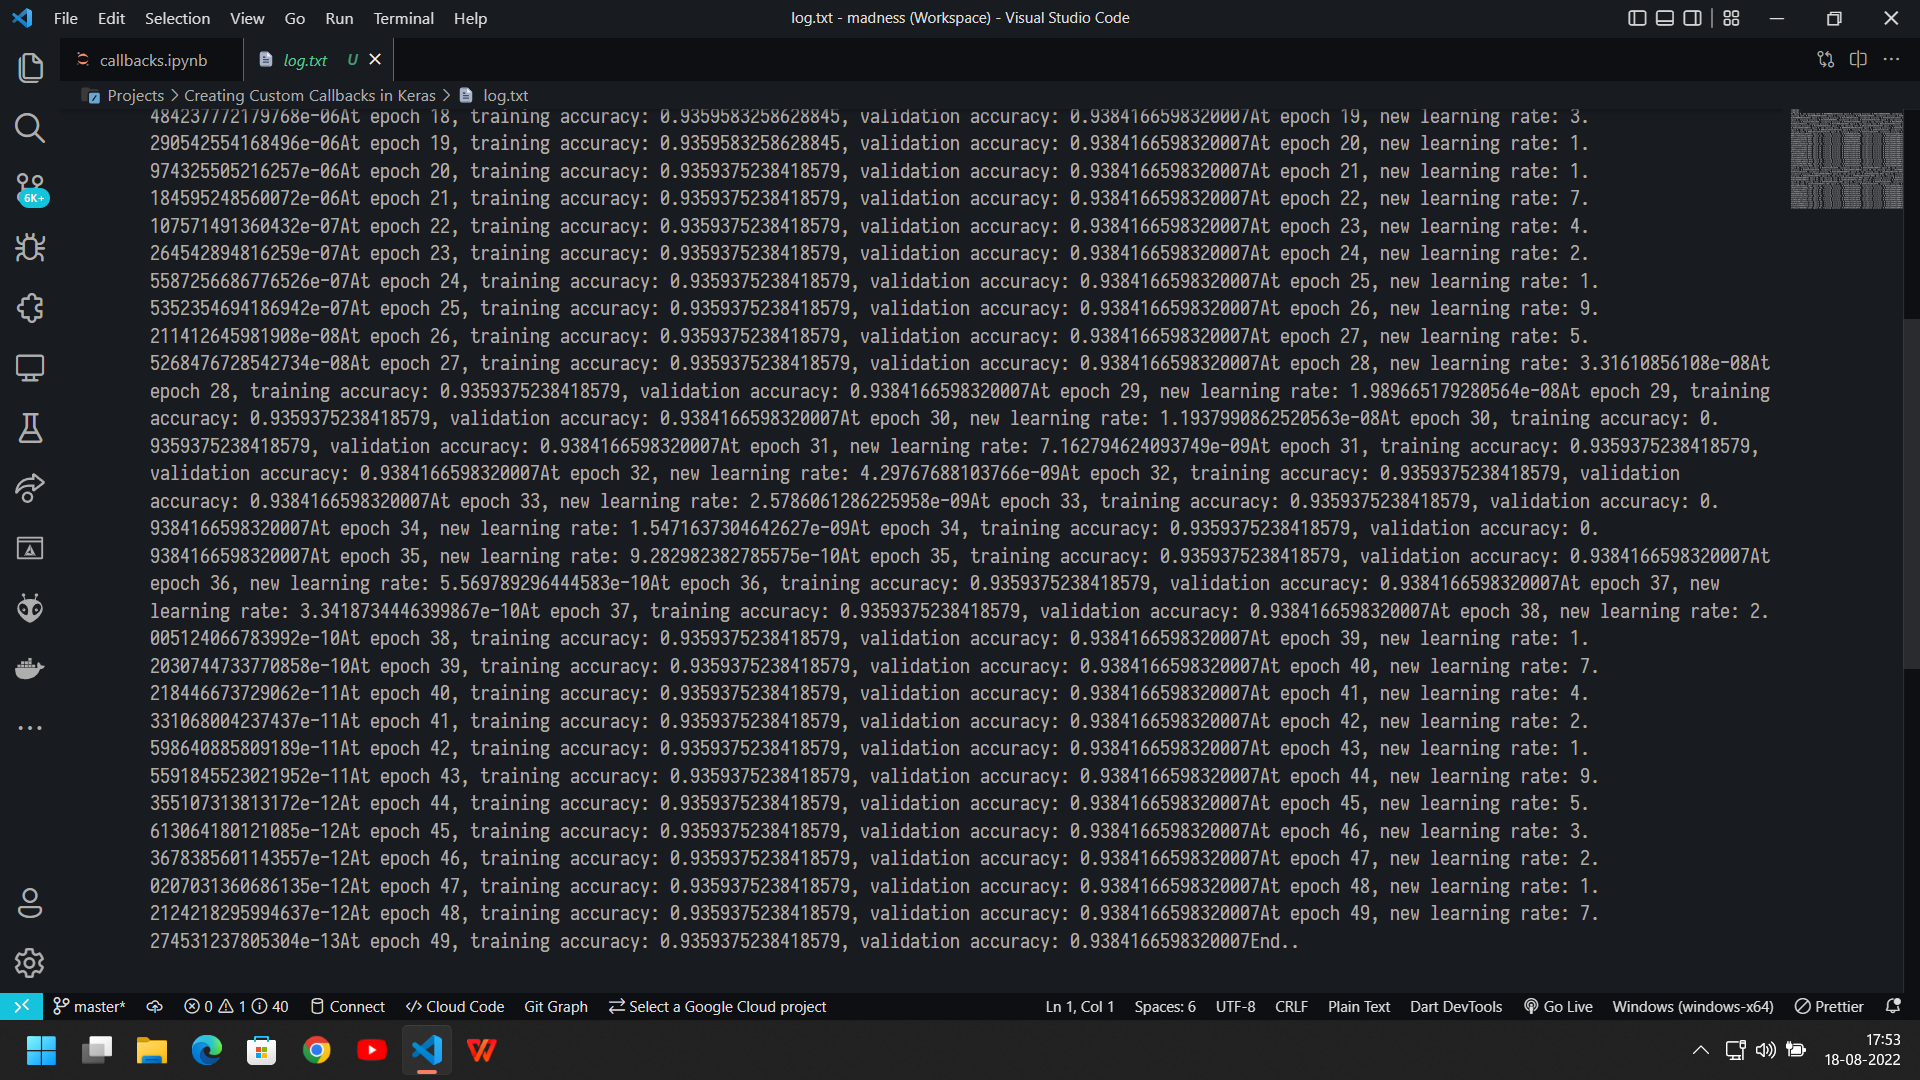 File Edit Selection View Go Run Terminal Help
log.txt - madness (Workspace) - Visual Studio Code
callbacks.ipynb
log.txt U
Projects > Creating Custom Callbacks in Keras > log.txt
484237772179768e-06At epoch 18, training accuracy: 0.9359583258628845, validation accuracy: 0.9384166598320007At epoch 19, new learning rate: 3.
290542554168496e-06At epoch 19, training accuracy: 0.9359583258628845, validation accuracy: 0.9384166598320007At epoch 20, new learning rate: 1.
974325505216257e-06At epoch 20, training accuracy: 0.9359375238418579, validation accuracy: 0.9384166598320007At epoch 21, new learning rate: 1.
184595248560072e-06At epoch 21, training accuracy: 0.9359375238418579, validation accuracy: 0.9384166598320007At epoch 22, new learning rate: 7.
107571491360432e-07At epoch 22, training accuracy: 0.9359375238418579, validation accuracy: 0.9384166598320007At epoch 23, new learning rate: 4.
264542894816259e-07At epoch 23, training accuracy: 0.9359375238418579, validation accuracy: 0.9384166598320007At epoch 24, new learning rate: 2.
5587256686776526e-07At epoch 24, training accuracy: 0.9359375238418579, validation accuracy: 0.9384166598320007At epoch 25, new learning rate: 1.
5352354694186942e-07At epoch 25, training accuracy: 0.9359375238418579, validation accuracy: 0.9384166598320007At epoch 26, new learning rate: 9.
211412645981908e-08At epoch 26, training accuracy: 0.9359375238418579, validation accuracy: 0.9384166598320007At epoch 27, new learning rate: 5.
5268476728542734e-08At epoch 27, training accuracy: 0.9359375238418579, validation accuracy: 0.9384166598320007At epoch 28, new learning rate: 3.31610856108e-08At
epoch 28, training accuracy: 0.9359375238418579, validation accuracy: 0.9384166598320007At epoch 29, new learning rate: 1.989665179280564e-08At epoch 29, training
accuracy: 0.9359375238418579, validation accuracy: 0.9384166598320007At epoch 30, new learning rate: 1.1937990862520563e-08At epoch 30, training accuracy: 0.
9359375238418579, validation accuracy: 0.9384166598320007At epoch 31, new learning rate: 7.162794624093749e-09At epoch 31, training accuracy: 0.9359375238418579,
validation accuracy: 0.9384166598320007At epoch 32, new learning rate: 4.29767688103766e-09At epoch 32, training accuracy: 0.9359375238418579, validation
accuracy: 0.9384166598320007At epoch 33, new learning rate: 2.5786061286225958e-09At epoch 33, training accuracy: 0.9359375238418579, validation accuracy: 0.
9384166598320007At epoch 34, new learning rate: 1.5471637304642627e-09At epoch 34, training accuracy: 0.9359375238418579, validation accuracy: 0.
9384166598320007At epoch 35, new learning rate: 9.282982382785575e-10At epoch 35, training accuracy: 0.9359375238418579, validation accuracy: 0.9384166598320007At
epoch 36, new learning rate: 5.569789296444583e-10At epoch 36, training accuracy: 0.9359375238418579, validation accuracy: 0.9384166598320007At epoch 37, new
learning rate: 3.3418734446399867e-10At epoch 37, training accuracy: 0.9359375238418579, validation accuracy: 0.9384166598320007At epoch 38, new learning rate: 2.
005124066783992e-10At epoch 38, training accuracy: 0.9359375238418579, validation accuracy: 0.9384166598320007At epoch 39, new learning rate: 1.
2030744733770858e-10At epoch 39, training accuracy: 0.9359375238418579, validation accuracy: 0.9384166598320007At epoch 40, new learning rate: 7.
218446673729062e-11At epoch 40, training accuracy: 0.9359375238418579, validation accuracy: 0.9384166598320007At epoch 41, new learning rate: 4.
331068004237437e-11At epoch 41, training accuracy: 0.9359375238418579, validation accuracy: 0.9384166598320007At epoch 42, new learning rate: 2.
598640885809189e-11At epoch 42, training accuracy: 0.9359375238418579, validation accuracy: 0.9384166598320007At epoch 43, new learning rate: 1.
5591845523021952e-11At epoch 43, training accuracy: 0.9359375238418579, validation accuracy: 0.9384166598320007At epoch 44, new learning rate: 9.
355107313813172e-12At epoch 44, training accuracy: 0.9359375238418579, validation accuracy: 0.9384166598320007At epoch 45, new learning rate: 5.
613064180121085e-12At epoch 45, training accuracy: 0.9359375238418579, validation accuracy: 0.9384166598320007At epoch 46, new learning rate: 3.
3678385601143557e-12At epoch 46, training accuracy: 0.9359375238418579, validation accuracy: 0.9384166598320007At epoch 47, new learning rate: 2.
0207031360686135e-12At epoch 47, training accuracy: 0.9359375238418579, validation accuracy: 0.9384166598320007At epoch 48, new learning rate: 1.
2124218295994637e-12At epoch 48, training accuracy: 0.9359375238418579, validation accuracy: 0.9384166598320007At epoch 49, new learning rate: 7.
274531237805304e-13At epoch 49, training accuracy: 0.9359375238418579, validation accuracy: 0.9384166598320007End..
6K+
master* 0 1 40 Connect Cloud Code Git Graph Select a Google Cloud project Ln 1, Col 1 Spaces: 6 UTF-8 CRLF Plain Text Dart DevTools Go Live Windows (windows-x64) Prettier
17:53
18-08-2022